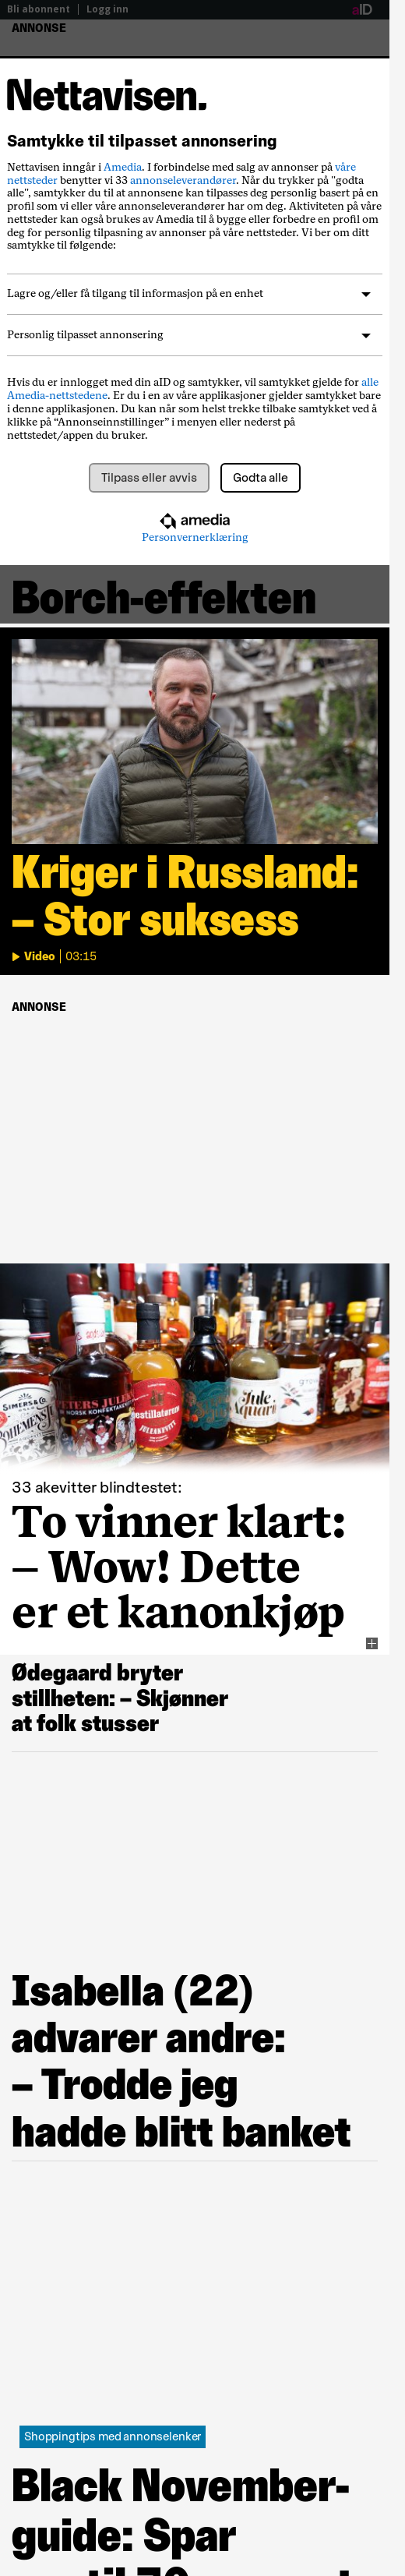 Bli abonnent | Logg inn aID
ANNONSE
Nettavisen.
Samtykke til tilpasset annonsering
Nettavisen ingår i Amedia. I forbindelse med salg av annonser på våre
nettsteder benytter vi 33 annonseleverandører. Når du trykker på "godta
alle", samtykker du til at annonsene kan tilpasses deg personlig basert på en
profil som vi eller våre annonseleverandører har om deg. Aktiviteten på våre
nettsteder kan også brukes av Amedia til å bygge eller forbedre en profil om
deg for personlig tilpasning av annonser på våre nettsteder. Vi ber om ditt
samtykke til følgende:
Lagre og/eller få tilgang til informasjon på en enhet
Personlig tilpasset annonsering
Hvis du er innlogget med din aID og samtykker, vil samtykket gjelde for alle
Amedia-nettstedene. Er du i en av våre applikasjoner gjelder samtykket bare
i denne applikasjonen. Du kan når som helst trekke tilbake samtykket ved å
klikke på “Annonseinnstillinger” i menyen eller nederst på
nettstedet/appen du bruker.
Tilpass eller avvis Godta alle
amedia
Personvernerklæring
Borch-effekten
Kriger i Russland:
– Stor suksess
Video | 03:15
ANNONSE
33 akevitter blindtestet:
To vinner klart:
– Wow! Dette
er et kanonkjøp
Ødegaard bryter
stillheten: – Skjønner
at folk stusser
Isabella (22)
advarer andre:
– Trodde jeg
hadde blitt banket
Shoppingtips med annonselenker
Black November-
guide: Spar